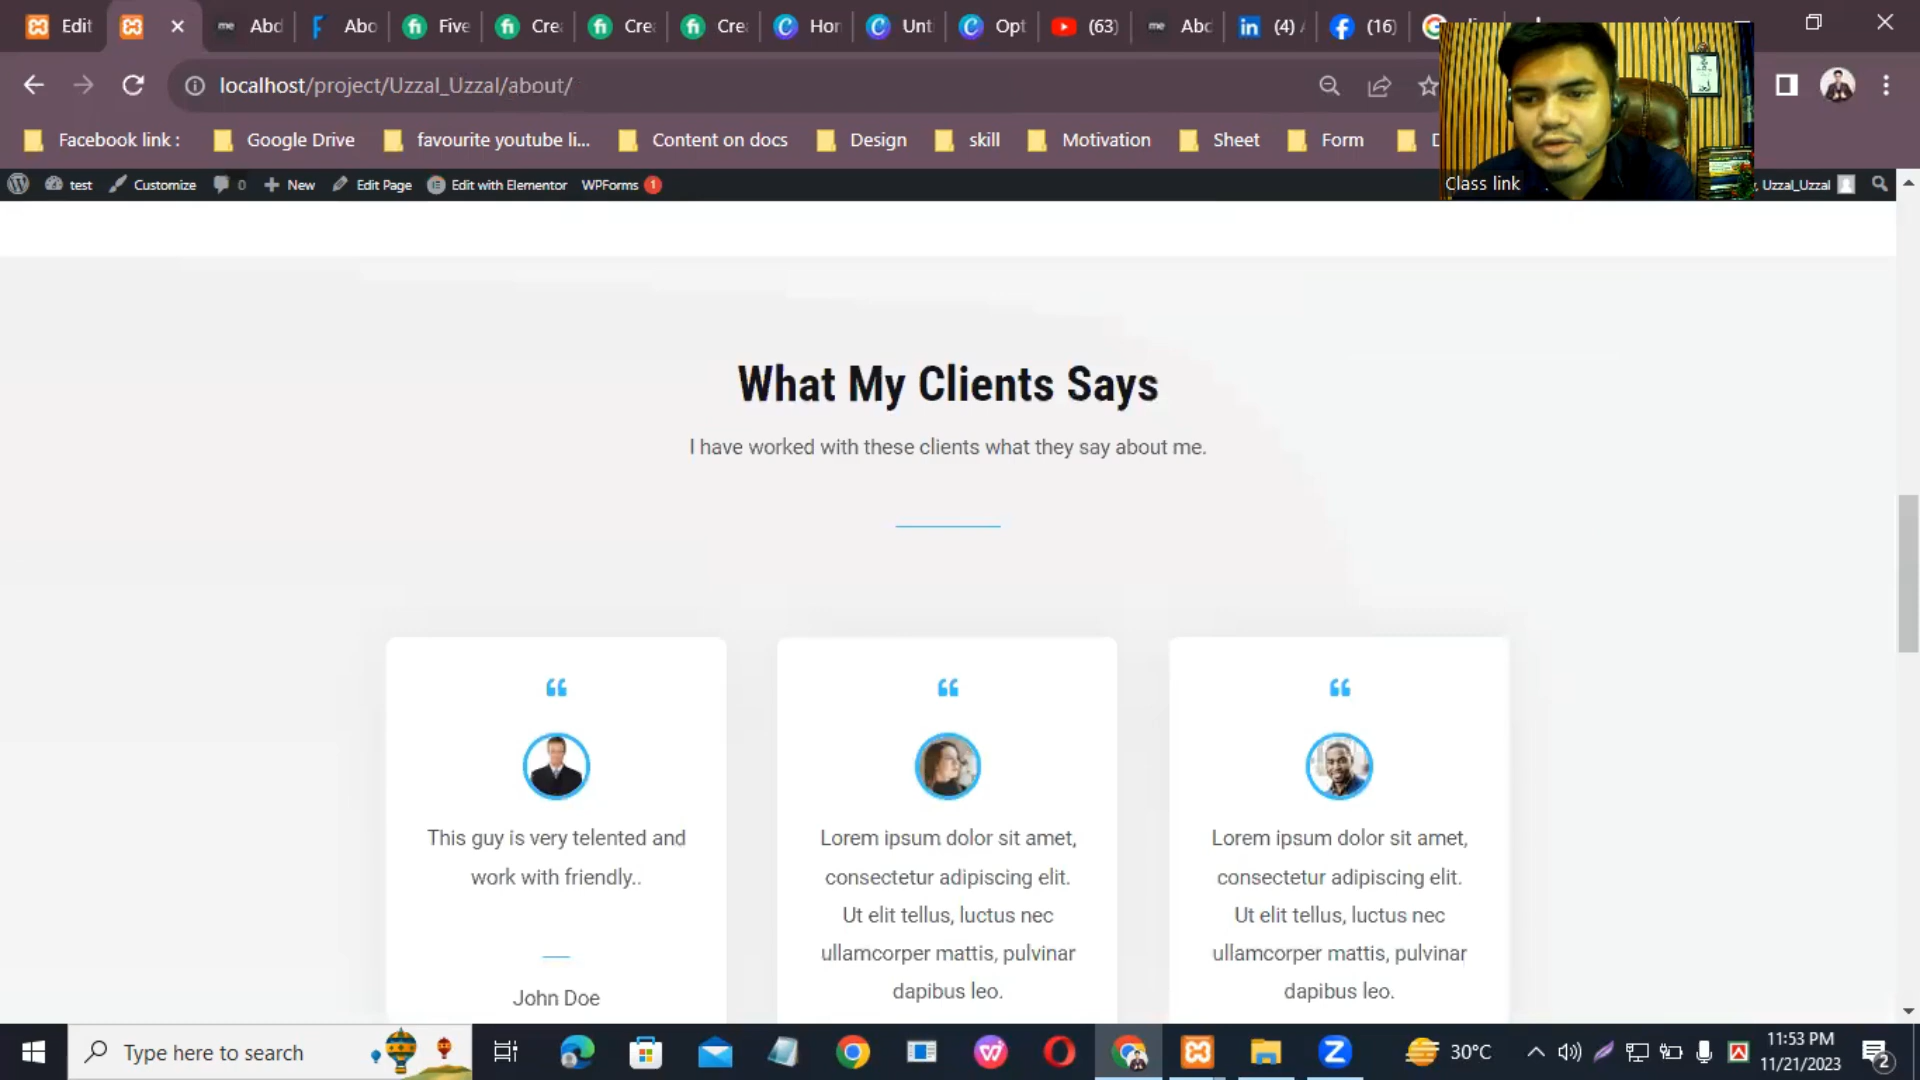 Edit
Abd
Abo
Five
Cre
Cre
Cre
Hor
Unt
Opt
(63)
Abc
(4)
(16)
localhost/project/Uzzal_Uzzal/about/
Facebook link :
Google Drive
favourite youtube li...
Content on docs
Design
skill
Motivation
Sheet
Form
test
Customize
0
New
Edit Page
Edit with Elementor
WPForms 1
Class link
Uzzal_Uzzal
What My Clients Says
I have worked with these clients what they say about me.
This guy is very telented and
work with friendly..
John Doe
Lorem ipsum dolor sit amet,
consectetur adipiscing elit.
Ut elit tellus, luctus nec
ullamcorper mattis, pulvinar
dapibus leo.
Lorem ipsum dolor sit amet,
consectetur adipiscing elit.
Ut elit tellus, luctus nec
ullamcorper mattis, pulvinar
dapibus leo.
Type here to search
30°C
11:53 PM
11/21/2023
2